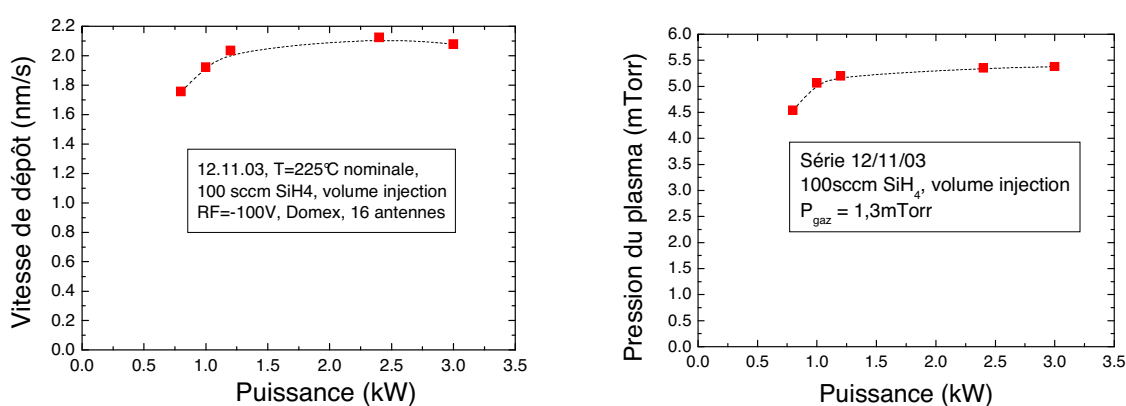 2.2
2.0
1.8
1.6
1.4
1.2
1.0
0.8
0.6
0.4
0.2
0.0
Vitesse de dépôt (nm/s)
12.11.03, T=225°C nominale,
100 sccm SiH4, volume injection
RF=-100V, Domex, 16 antennes
0.0 0.5 1.0 1.5 2.0 2.5 3.0 3.5
Puissance (kW)
6.0
5.5
5.0
4.5
4.0
3.5
3.0
2.5
2.0
1.5
1.0
0.5
0.0
Pression du plasma (mTorr)
Série 12/11/03
100sccm SiH₄, volume injection
P_gaz = 1,3mTorr
0.0 0.5 1.0 1.5 2.0 2.5 3.0 3.5
Puissance (kW)